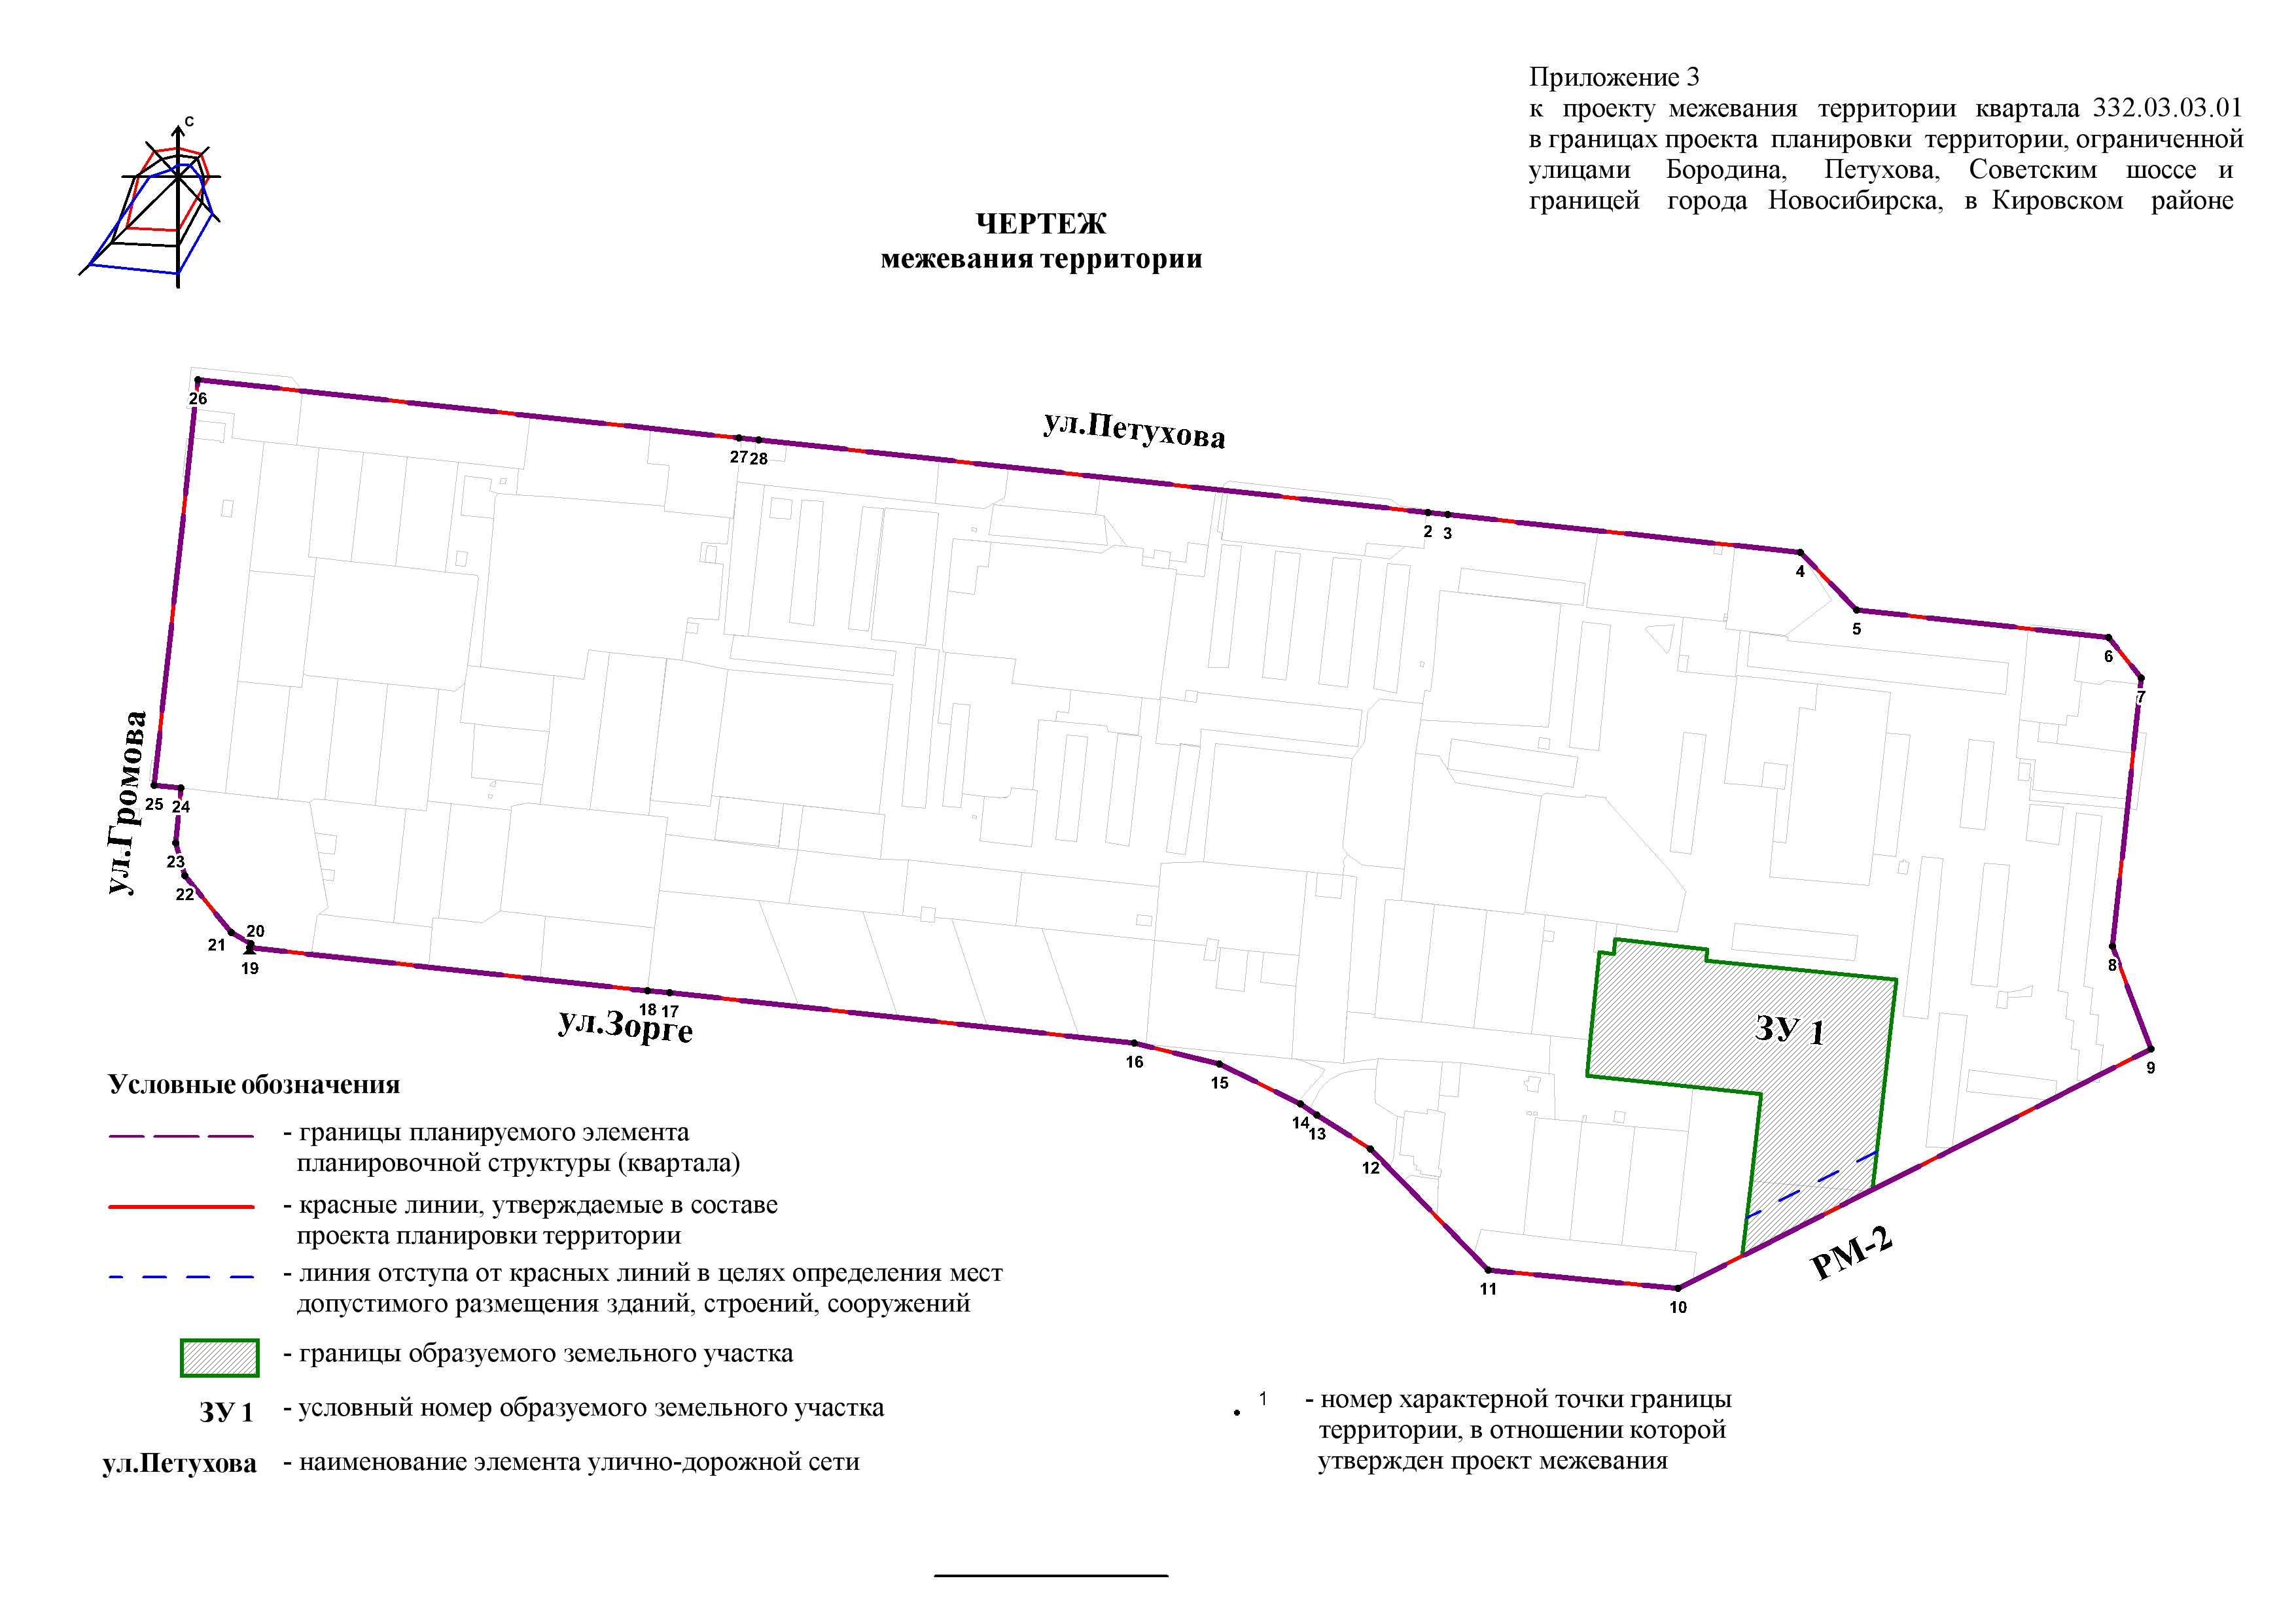 Приложение 3
к проекту межевания территории квартала 332.03.03.01
в границах проекта планировки территории, ограниченной
улицами Бородина, Петухова, Советским шоссе и
границей города Новосибирска, в Кировском районе
С
ЧЕРТЕЖ
межевания территории
26
ул.Петухова
27
28
2
3
4
5
6
7
ул.Громова
25
24
23
22
21
20
19
8
18
17
ул.Зорге
ЗУ 1
16
15
9
14
13
12
РМ-2
11
10
Условные обозначения
- границы планируемого элемента
планировочной структуры (квартала)
- красные линии, утверждаемые в составе
проекта планировки территории
- линия отступа от красных линий в целях определения мест
допустимого размещения зданий, строений, сооружений
- границы образуемого земельного участка
ЗУ 1 - условный номер образуемого земельного участка
ул.Петухова - наименование элемента улично-дорожной сети
1 - номер характерной точки границы
территории, в отношении которой
утвержден проект межевания